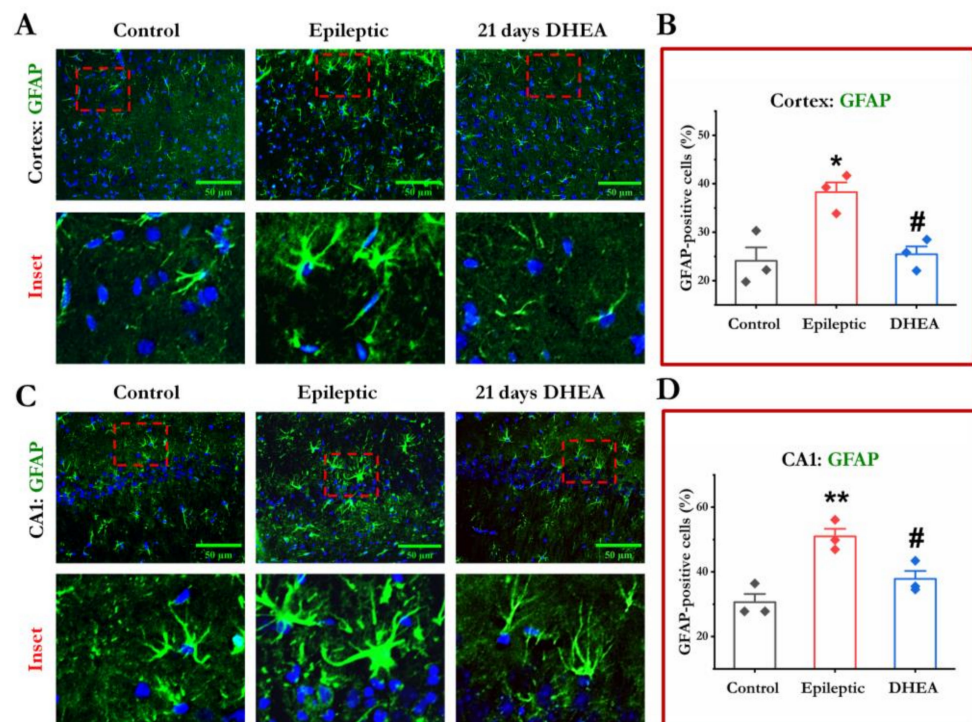 A
Control
Epileptic
21 days DHEA
Cortex: GFAP
50 µm
50 µm
50 µm
Inset
B
Cortex: GFAP
GFAP-positive cells (%)
50
40
30
20
*
#
Control
Epileptic
DHEA
C
Control
Epileptic
21 days DHEA
CA1: GFAP
50 µm
50 µm
50 µm
Inset
D
CA1: GFAP
GFAP-positive cells (%)
60
40
20
**
#
Control
Epileptic
DHEA